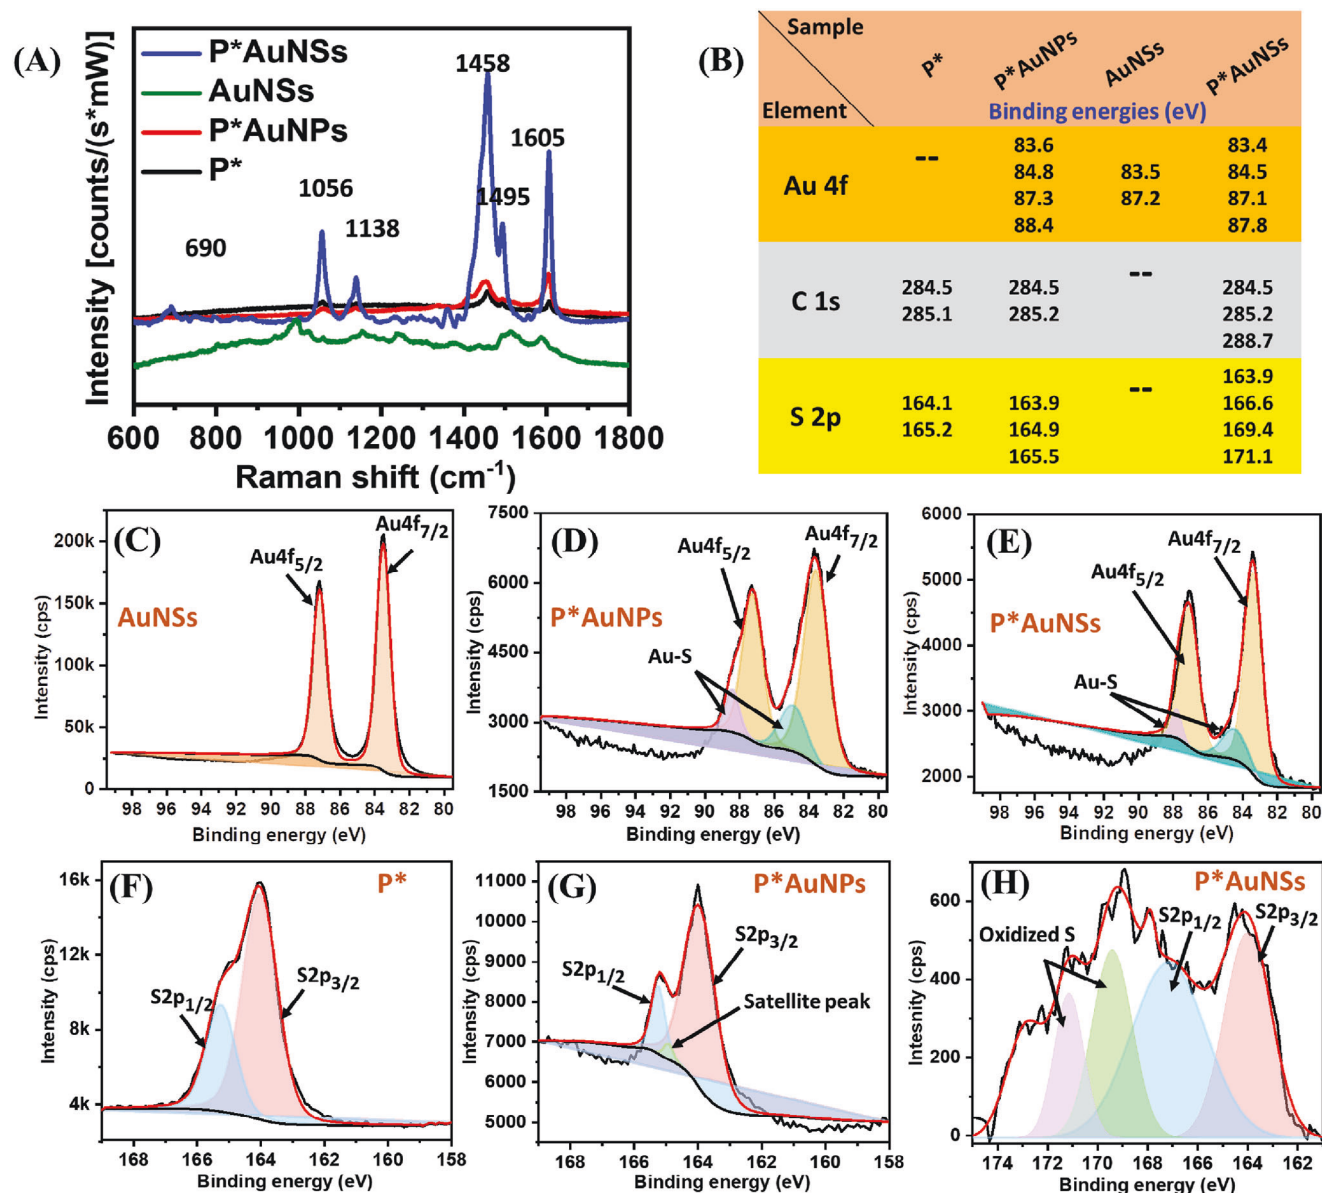 (A)
P*AuNSs
AuNSs
P*AuNPs
P*
1458
1605
1056
1495
1138
690
Intensity [counts/(s*mW)]
600 800 1000 1200 1400 1600 1800
Raman shift (cm-1)
(B)
Sample
P* P*AuNPs AuNSs P*AuNSs
Element Binding energies (eV)
83.6 83.4
-- 84.8 83.5 84.5
Au 4f 87.3 87.2 87.1
88.4 87.8
--
284.5 284.5 284.5
C 1s 285.1 285.2 285.2
288.7
163.9
--
164.1 163.9 166.6
S 2p 165.2 164.9 169.4
165.5 171.1
(C)
Au4f7/2
Au4f5/2
AuNSs
200k
150k
100k
50k
0
Intensity (cps)
98 96 94 92 90 88 86 84 82 80
Binding energy (eV)
(D)
Au4f5/2
Au4f7/2
P*AuNPs
Au-S
7500
6000
4500
3000
1500
Intensity (cps)
98 96 94 92 90 88 86 84 82 80
Binding energy (eV)
(E)
Au4f7/2
Au4f5/2
P*AuNSs
Au-S
6000
5000
4000
3000
2000
Intensity (cps)
98 96 94 92 90 88 86 84 82 80
Binding energy (eV)
(F)
P*
S2p1/2
S2p3/2
16k
12k
8k
4k
Intensity (cps)
168 166 164 162 160 158
Binding energy (eV)
(G)
P*AuNPs
S2p3/2
S2p1/2
Satellite peak
11000
10000
9000
8000
7000
6000
5000
Intensity (cps)
168 166 164 162 160 158
Binding energy (eV)
(H)
P*AuNSs
S2p1/2
S2p3/2
Oxidized S
600
400
200
0
Intesnity (cps)
174 172 170 168 166 164 162
Binding energy (eV)